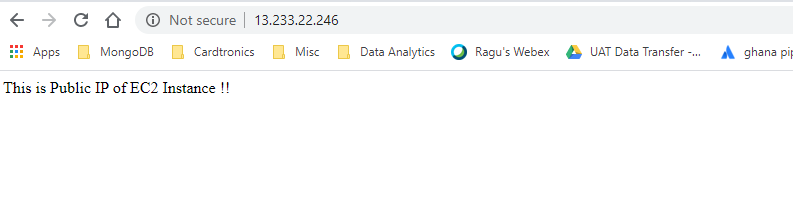 Not secure 13.233.22.246
Apps MongoDB Cardtronics Misc Data Analytics Ragu's Webex UAT Data Transfer -... ghana pip
This is Public IP of EC2 Instance !!